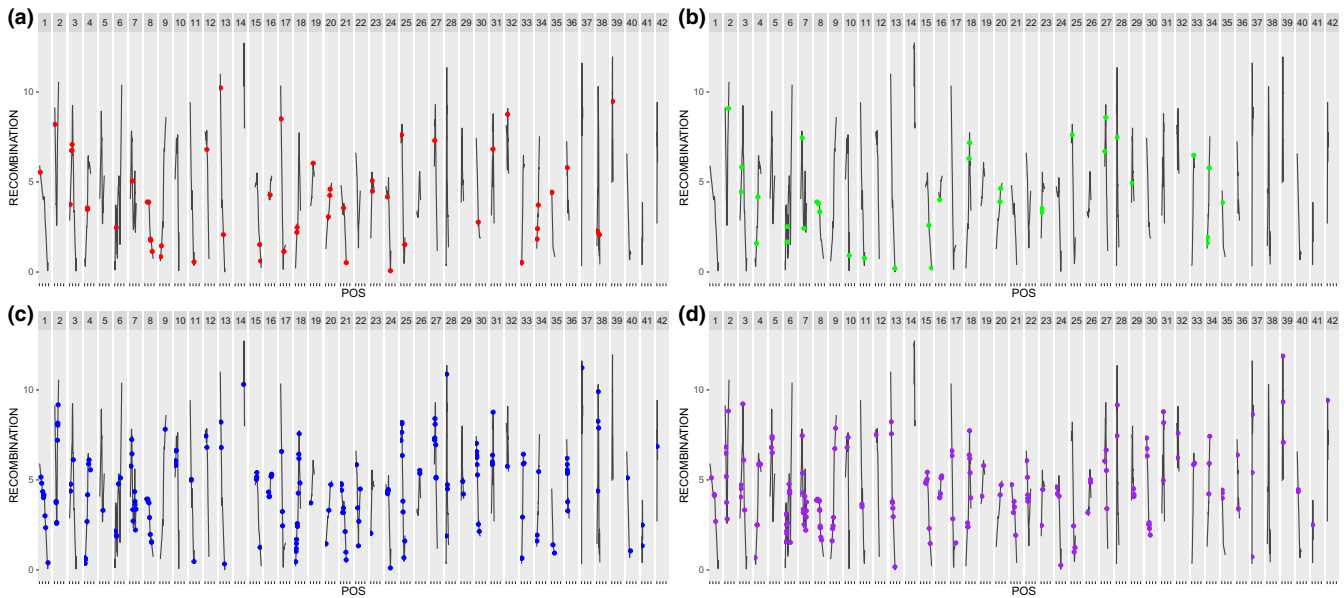 (a)
1 2 3 4 5 6 7 8 9 10 11 12 13 14 15 16 17 18 19 20 21 22 23 24 25 26 27 28 29 30 31 32 33 34 35 36 37 38 39 40 41 42
RECOMBINATION
10
5
0
POS
(b)
1 2 3 4 5 6 7 8 9 10 11 12 13 14 15 16 17 18 19 20 21 22 23 24 25 26 27 28 29 30 31 32 33 34 35 36 37 38 39 40 41 42
RECOMBINATION
10
5
0
POS
(c)
1 2 3 4 5 6 7 8 9 10 11 12 13 14 15 16 17 18 19 20 21 22 23 24 25 26 27 28 29 30 31 32 33 34 35 36 37 38 39 40 41 42
RECOMBINATION
10
5
0
POS
(d)
1 2 3 4 5 6 7 8 9 10 11 12 13 14 15 16 17 18 19 20 21 22 23 24 25 26 27 28 29 30 31 32 33 34 35 36 37 38 39 40 41 42
RECOMBINATION
10
5
0
POS